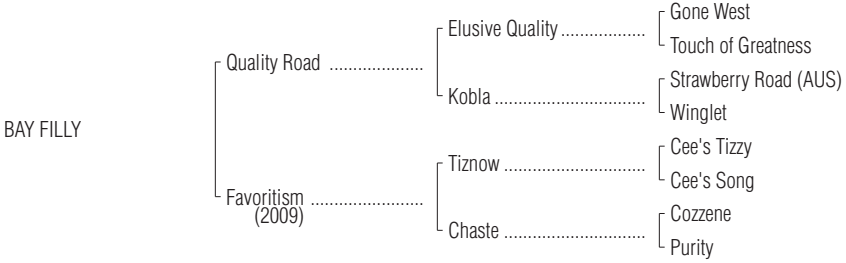 Gone West
Elusive Quality ...................
Touch of Greatness
Quality Road .....................
Strawberry Road (AUS)
Kobla .................................
Winglet
BAY FILLY
Cee's Tizzy
Tiznow ...............................
Cee's Song
Favoritism .........................
(2009)
Cozzene
Chaste ...............................
Purity